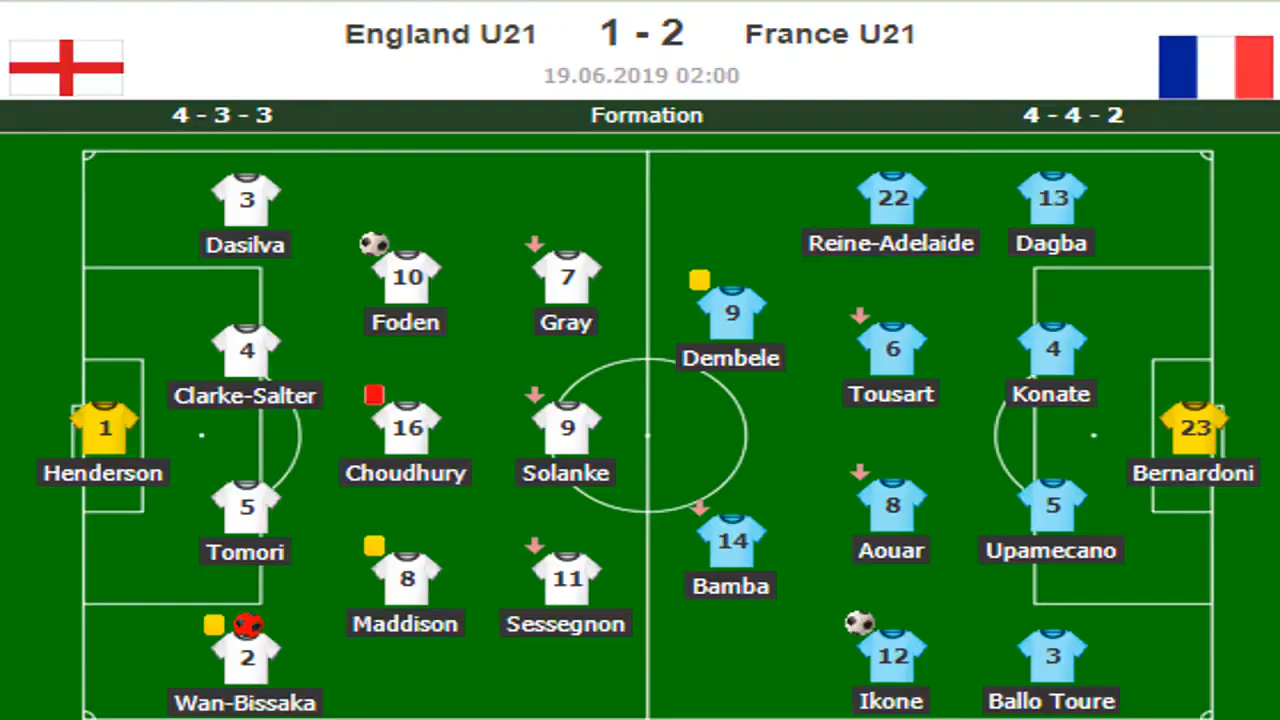 England U21 1 - 2 France U21
19.06.2019 02:00
4 - 3 - 3 Formation 4 - 4 - 2
3
Dasilva
22
Reine-Adelaide
13
Dagba
10
Foden
7
Gray
9
Dembele
4
Clarke-Salter
6
Tousart
4
Konate
1
Henderson
16
Choudhury
9
Solanke
23
Bernardoni
5
Tomori
14
Bamba
8
Aouar
5
Upamecano
8
Maddison
11
Sessegnon
2
Wan-Bissaka
12
Ikone
3
Ballo Toure